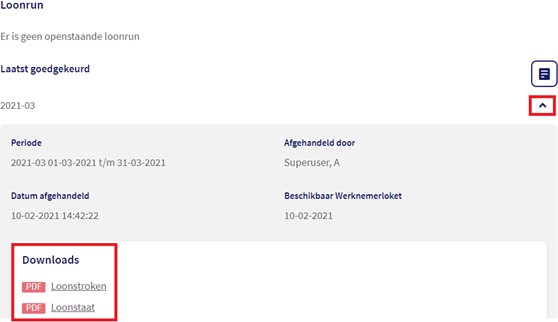 Loonrun
Er is geen openstaande loonrun
Laatst goedgekeurd
2021-03
Periode
2021-03 01-03-2021 t/m 31-03-2021
Afgehandeld door
Superuser, A
Datum afgehandeld
10-02-2021 14:42:22
Beschikbaar Werknemerloket
10-02-2021
Downloads
PDF Loonstroken
PDF Loonstaat